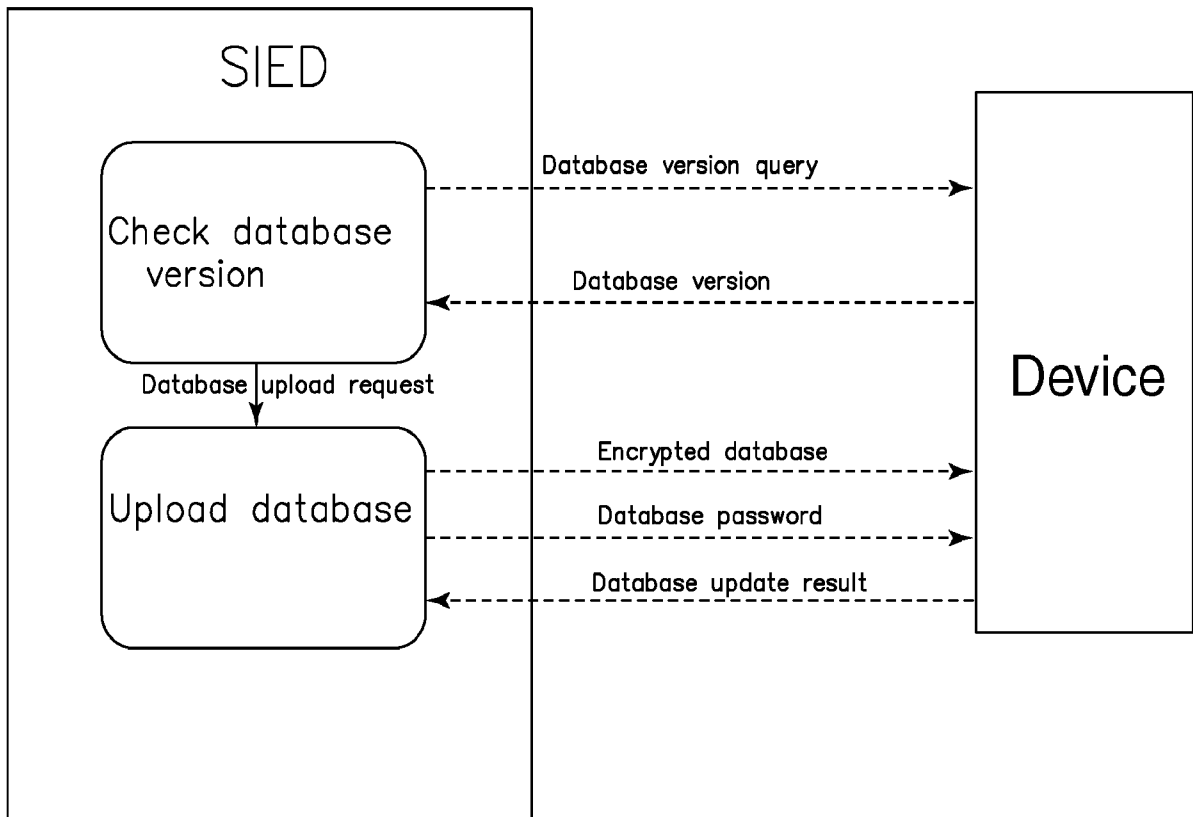 SIED
Database version query
Check database
version
Database version
Device
Database upload request
Encrypted database
Upload database
Database password
Database update result